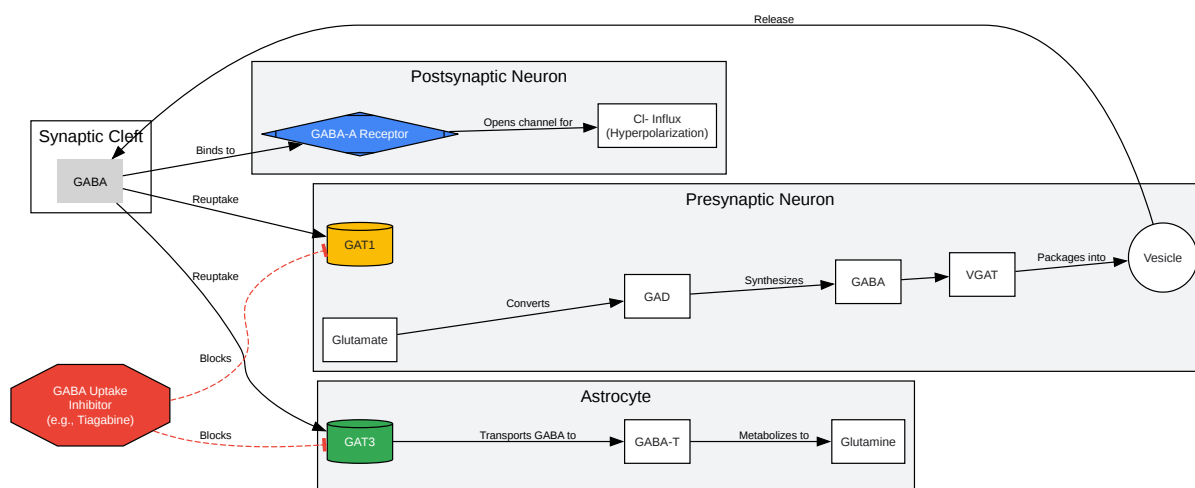 Release
Postsynaptic Neuron
GABA-A Receptor
Opens channel for
Cl- Influx
(Hyperpolarization)
Synaptic Cleft
GABA
Binds to
Reuptake
Presynaptic Neuron
GAT1
Reuptake
Glutamate
Converts
GAD
Synthesizes
GABA
VGAT
Packages into
Vesicle
Blocks
GABA Uptake
Inhibitor
(e.g., Tiagabine)
Blocks
Astrocyte
GAT3
Transports GABA to
GABA-T
Metabolizes to
Glutamine